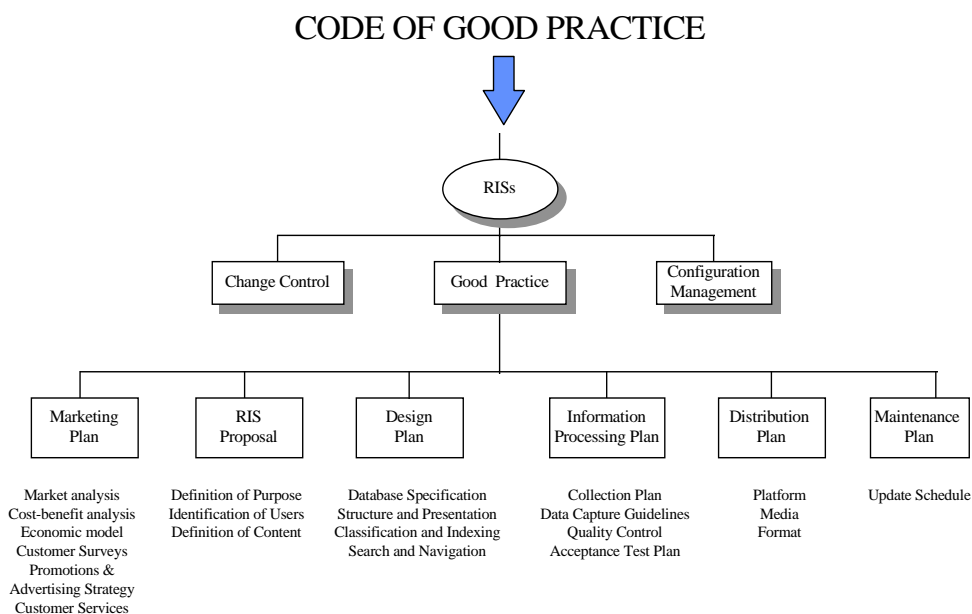 CODE OF GOOD PRACTICE
RISs
Change Control
Good Practice
Configuration
Management
Marketing
Plan
RIS
Proposal
Design
Plan
Information
Processing Plan
Distribution
Plan
Maintenance
Plan
Market analysis
Cost-benefit analysis
Economic model
Customer Surveys
Promotions &
Advertising Strategy
Customer Services
Definition of Purpose
Identification of Users
Definition of Content
Database Specification
Structure and Presentation
Classification and Indexing
Search and Navigation
Collection Plan
Data Capture Guidelines
Quality Control
Acceptance Test Plan
Platform
Media
Format
Update Schedule